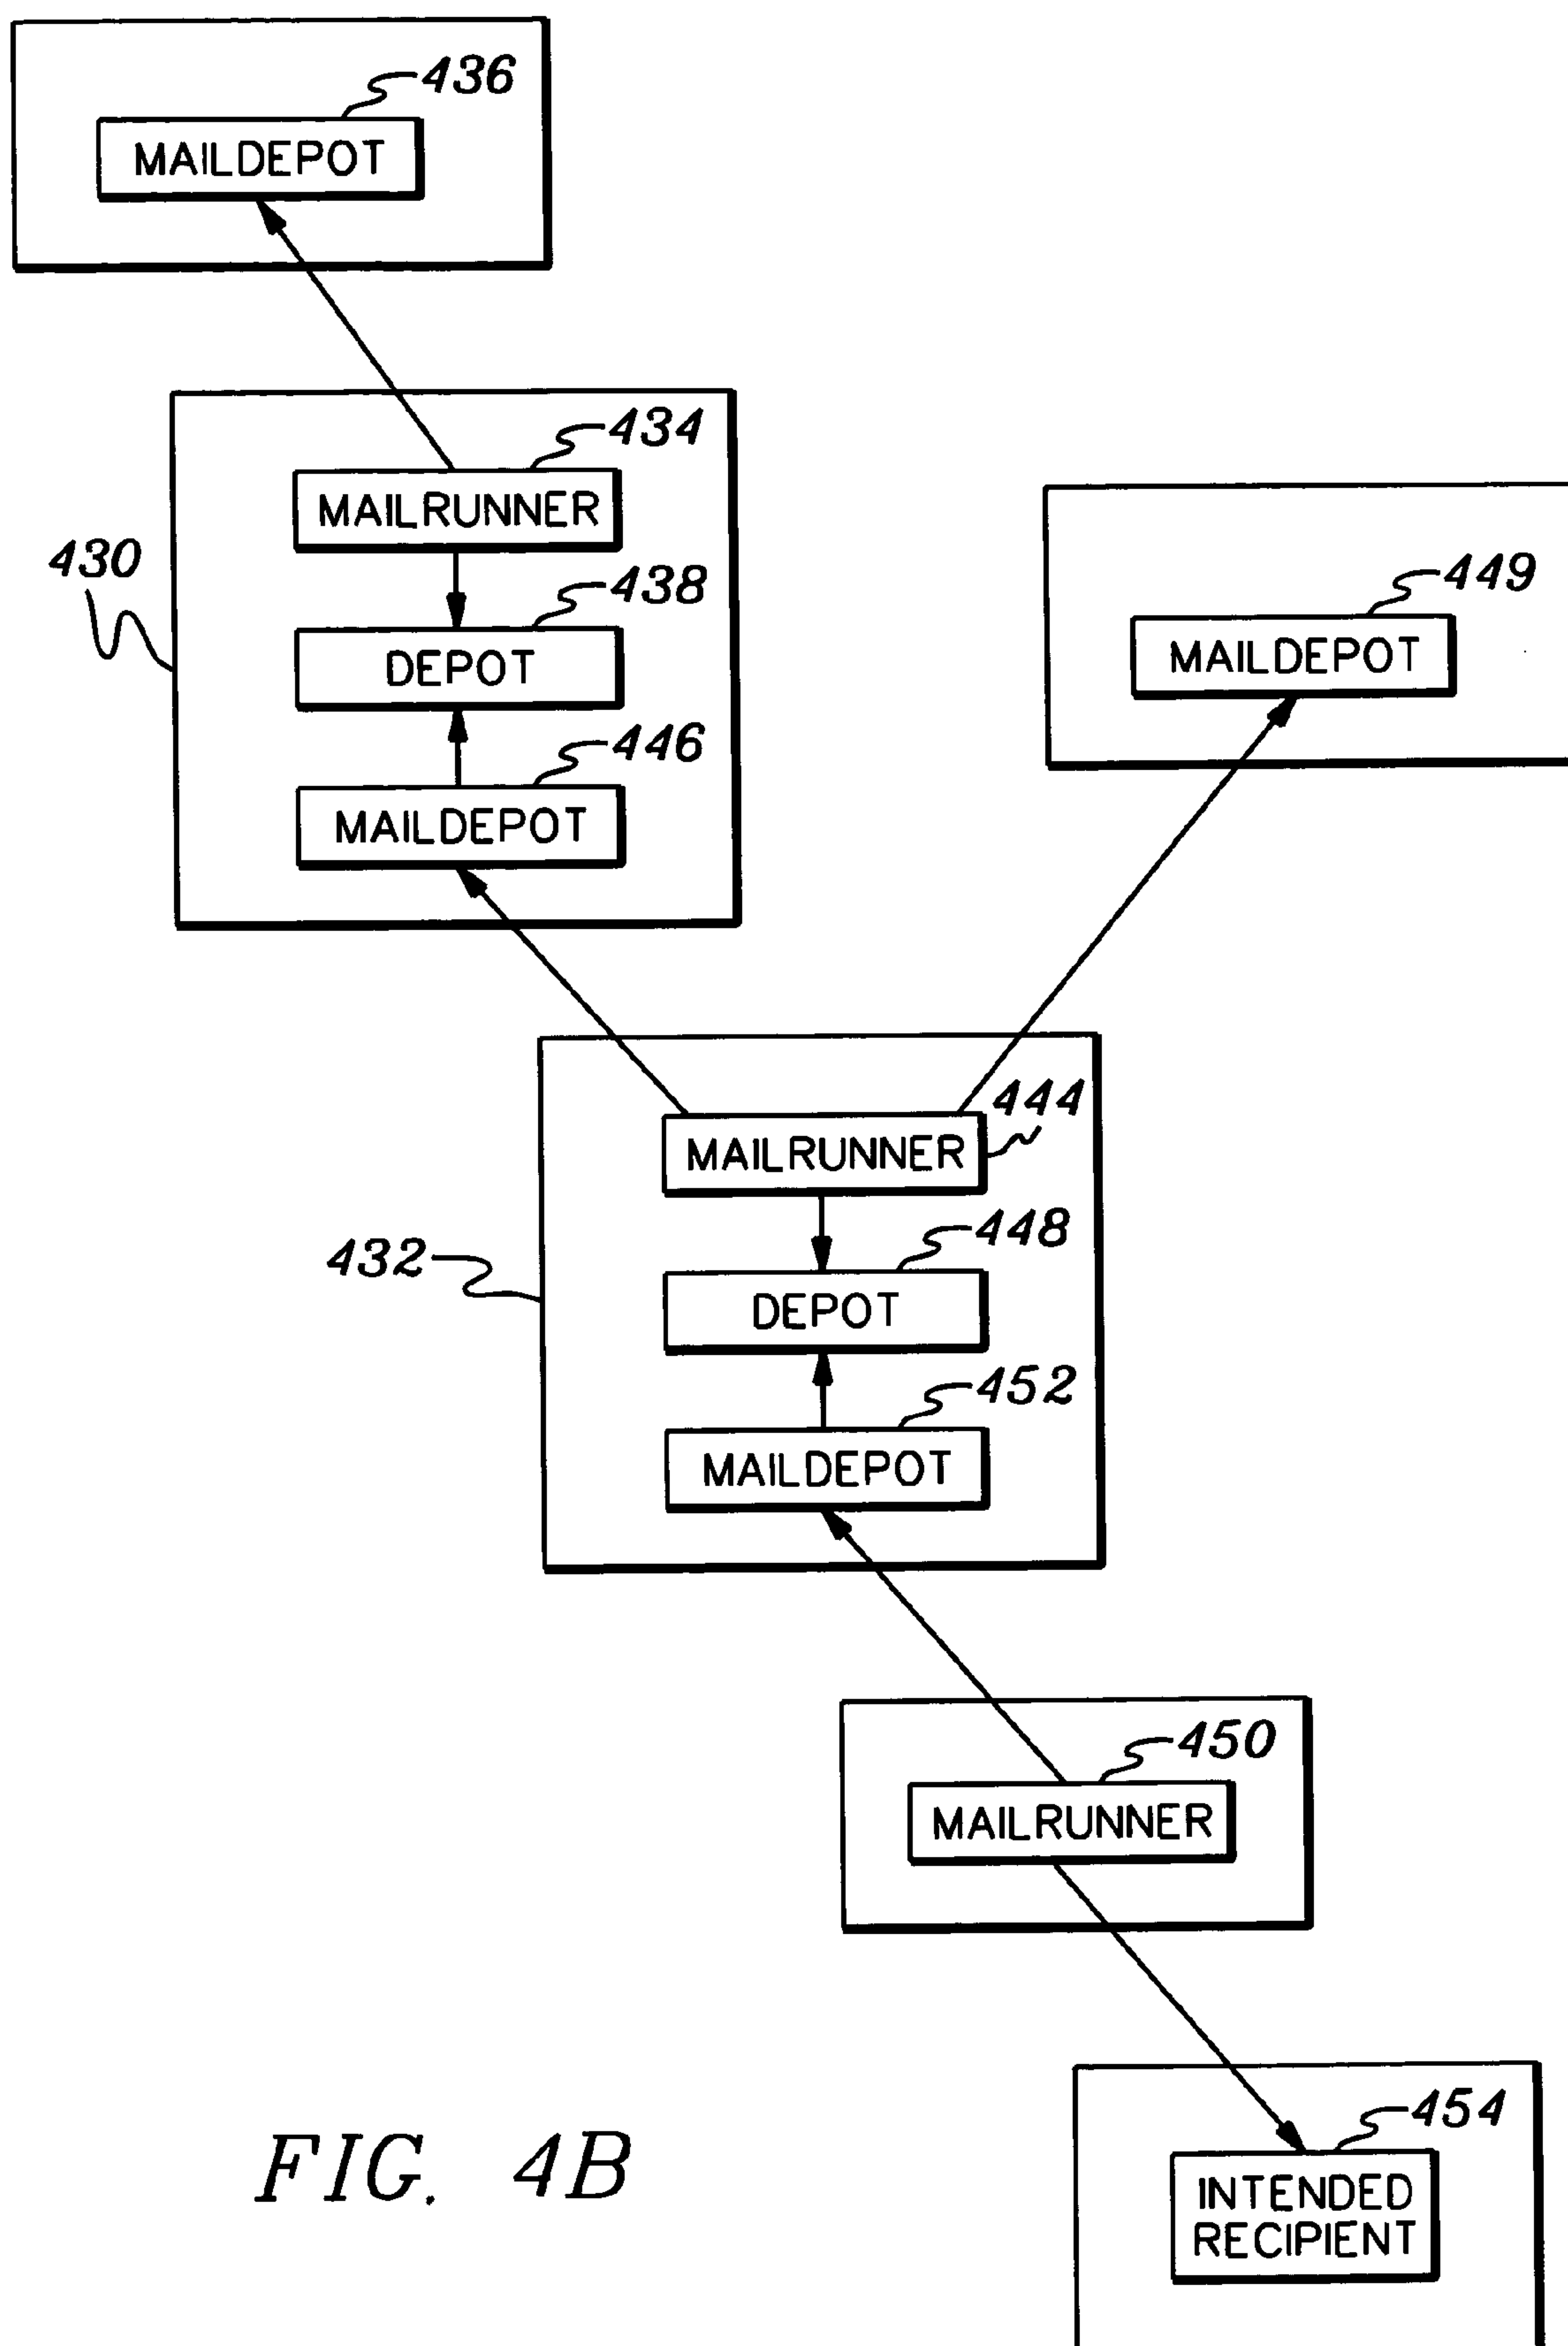 436
MAILDEPOT
434
MAILRUNNER
430
438
DEPOT
446
MAILDEPOT
449
MAILDEPOT
444
MAILRUNNER
432
448
DEPOT
452
MAILDEPOT
450
MAILRUNNER
454
INTENDED
RECIPIENT
FIG. 4B